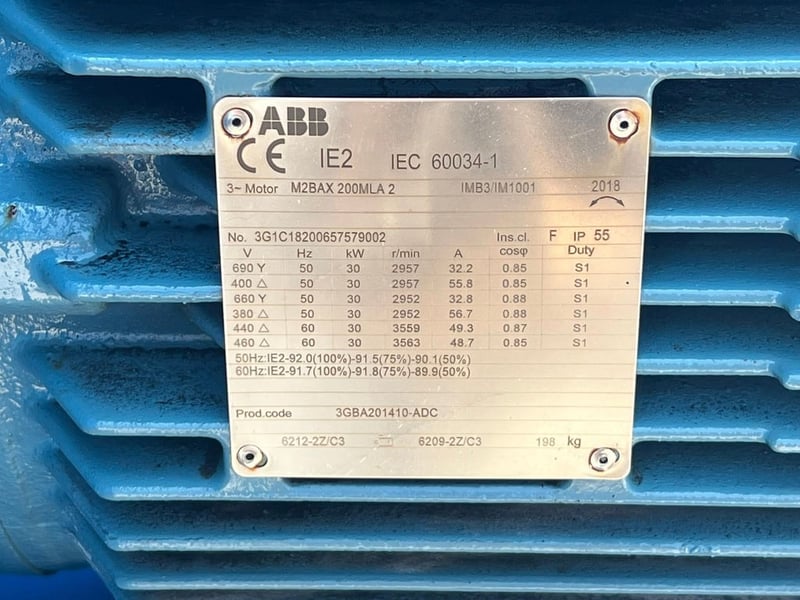 ABB
CE IE2 IEC 60034-1
3~ Motor M2BAX 200MLA 2 IMB3/IM1001 2018
No. 3G1C18200657579002 Ins.cl. F IP 55
V Hz kW r/min A cosφ Duty
690 Y 50 30 2957 32.2 0.85 S1
400 △ 50 30 2957 55.8 0.85 S1
660 Y 50 30 2952 32.8 0.88 S1
380 △ 50 30 2952 56.7 0.88 S1
440 △ 60 30 3559 49.3 0.87 S1
460 △ 60 30 3563 48.7 0.85 S1
50Hz:IE2-92.0(100%)-91.5(75%)-90.1(50%)
60Hz:IE2-91.7(100%)-91.8(75%)-89.9(50%)
Prod.code 3GBA201410-ADC
6212-2Z/C3 6209-2Z/C3 198 kg